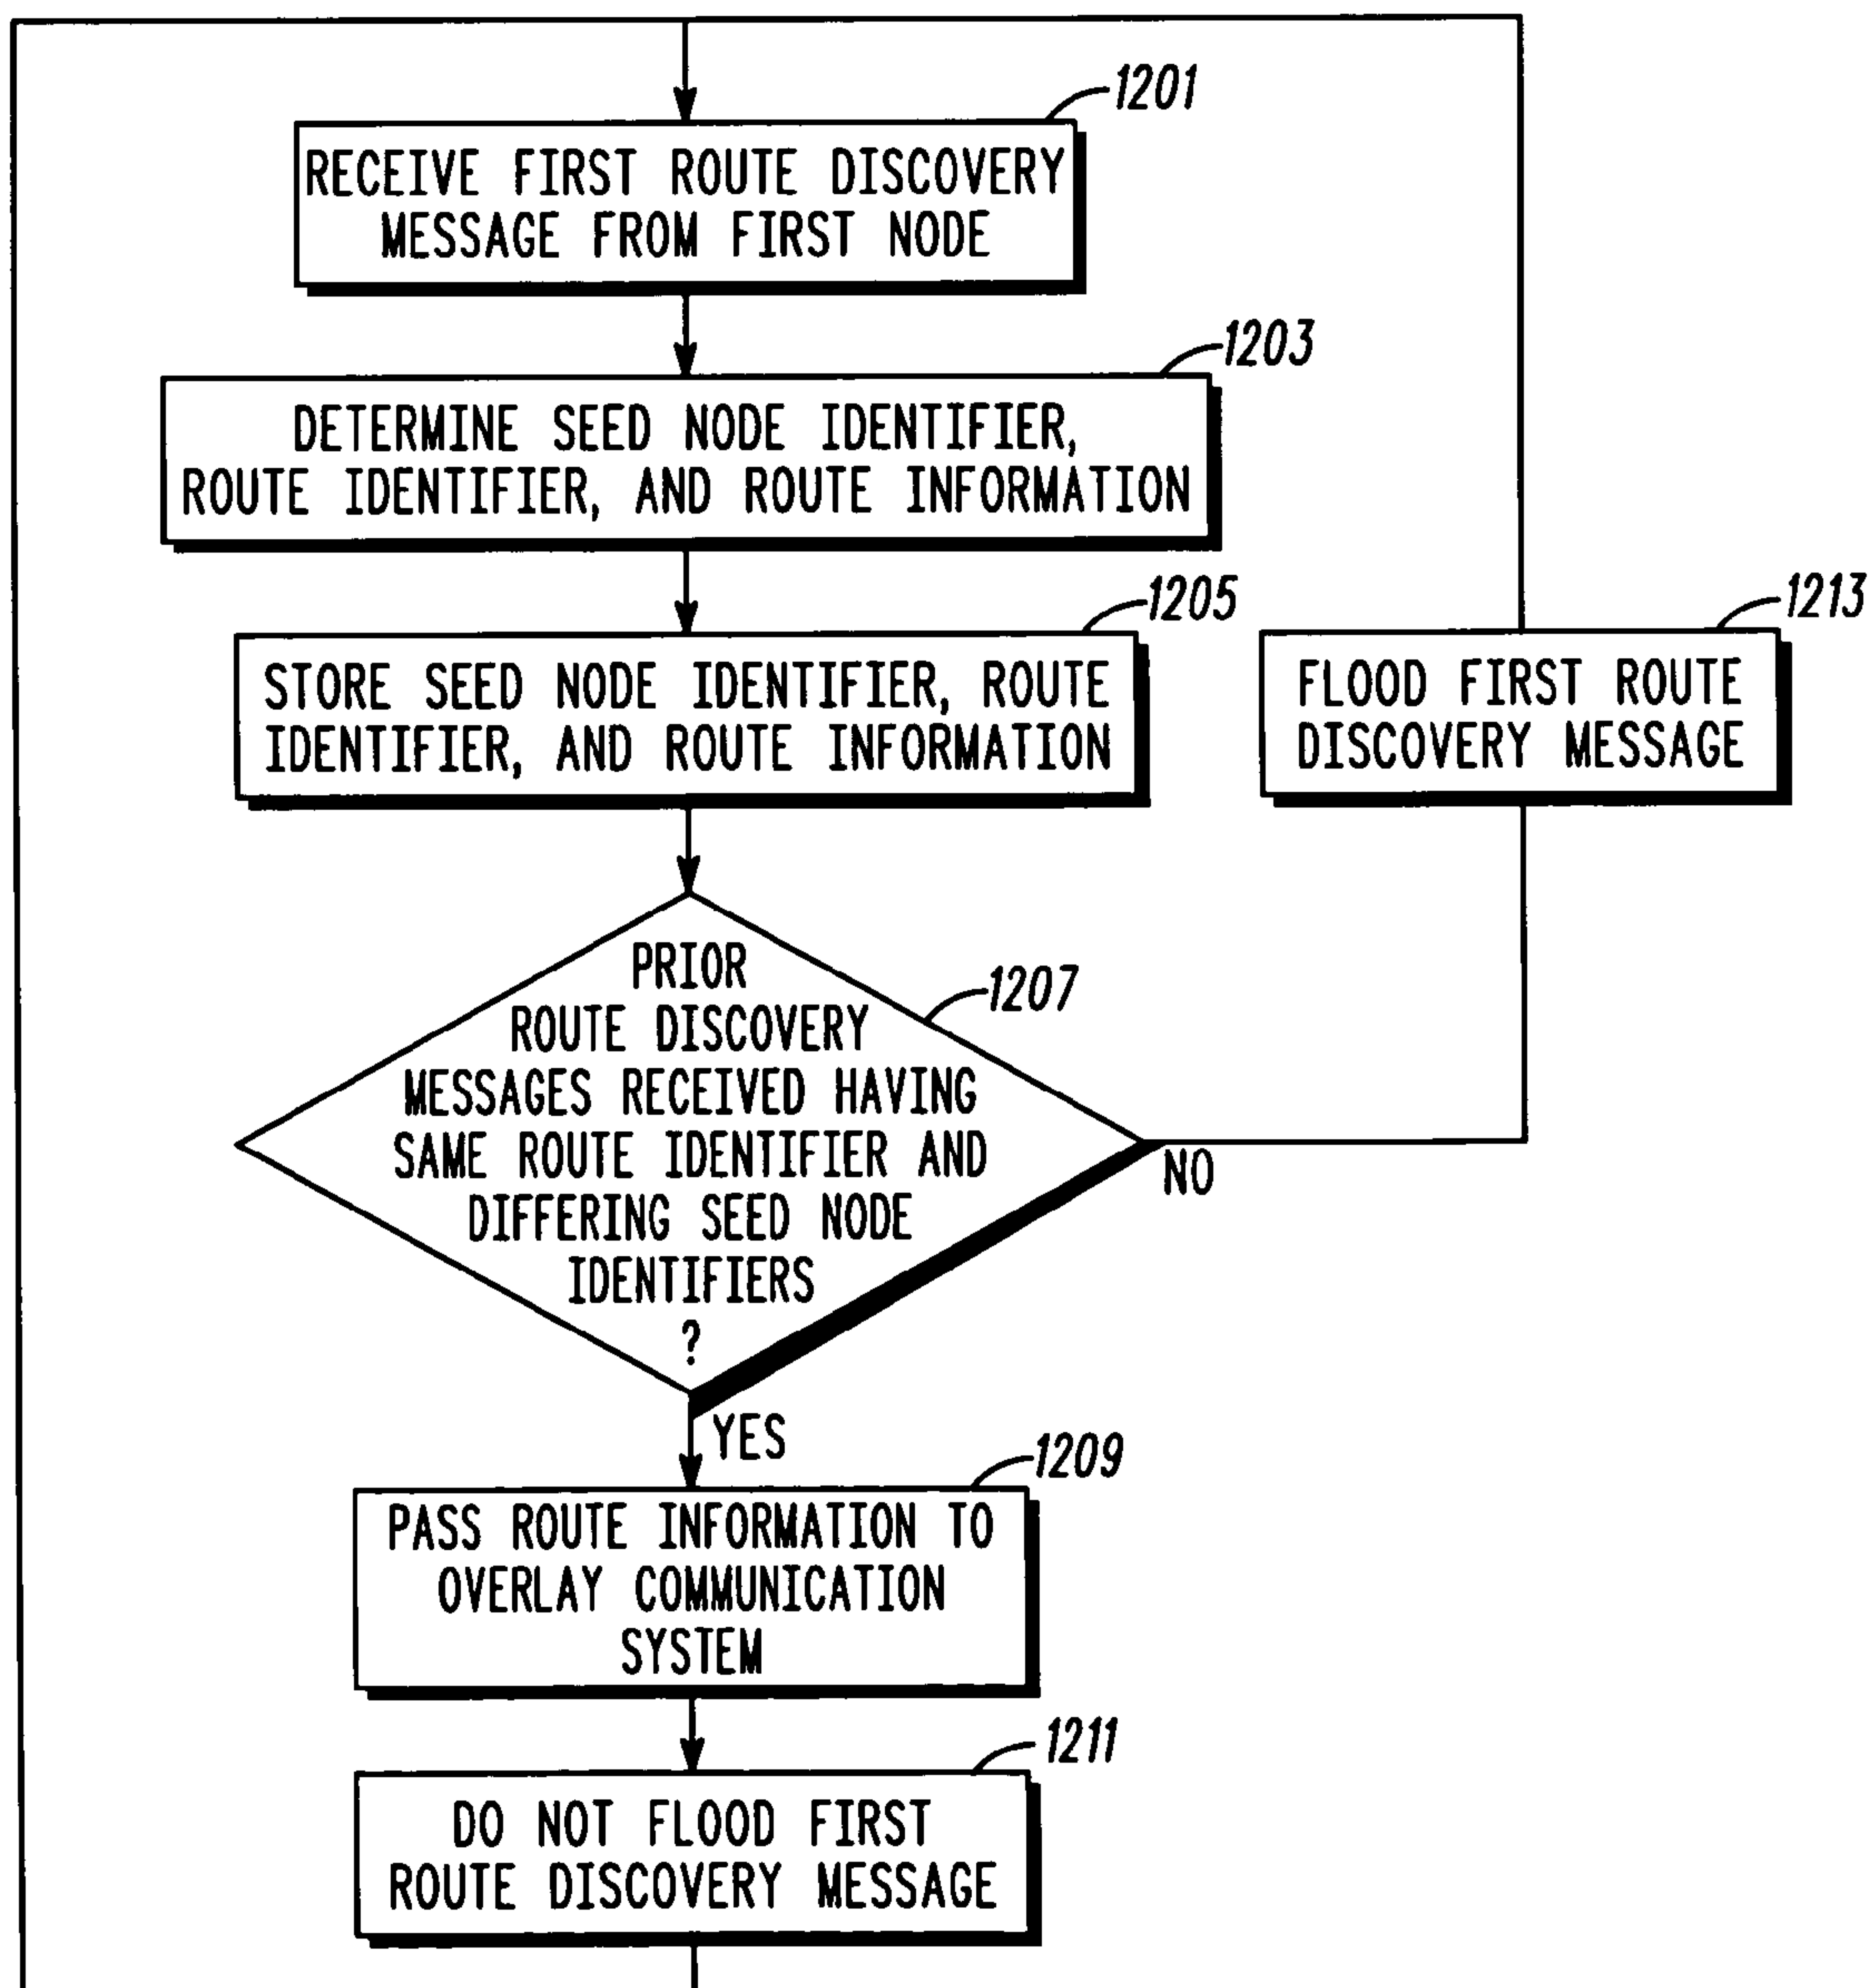 1201
RECEIVE FIRST ROUTE DISCOVERY
MESSAGE FROM FIRST NODE
1203
DETERMINE SEED NODE IDENTIFIER,
ROUTE IDENTIFIER, AND ROUTE INFORMATION
1205
STORE SEED NODE IDENTIFIER, ROUTE
IDENTIFIER, AND ROUTE INFORMATION
1213
FLOOD FIRST ROUTE
DISCOVERY MESSAGE
1207
PRIOR
ROUTE DISCOVERY
MESSAGES RECEIVED HAVING
SAME ROUTE IDENTIFIER AND
DIFFERING SEED NODE
IDENTIFIERS
?
NO
YES
1209
PASS ROUTE INFORMATION TO
OVERLAY COMMUNICATION
SYSTEM
1211
DO NOT FLOOD FIRST
ROUTE DISCOVERY MESSAGE